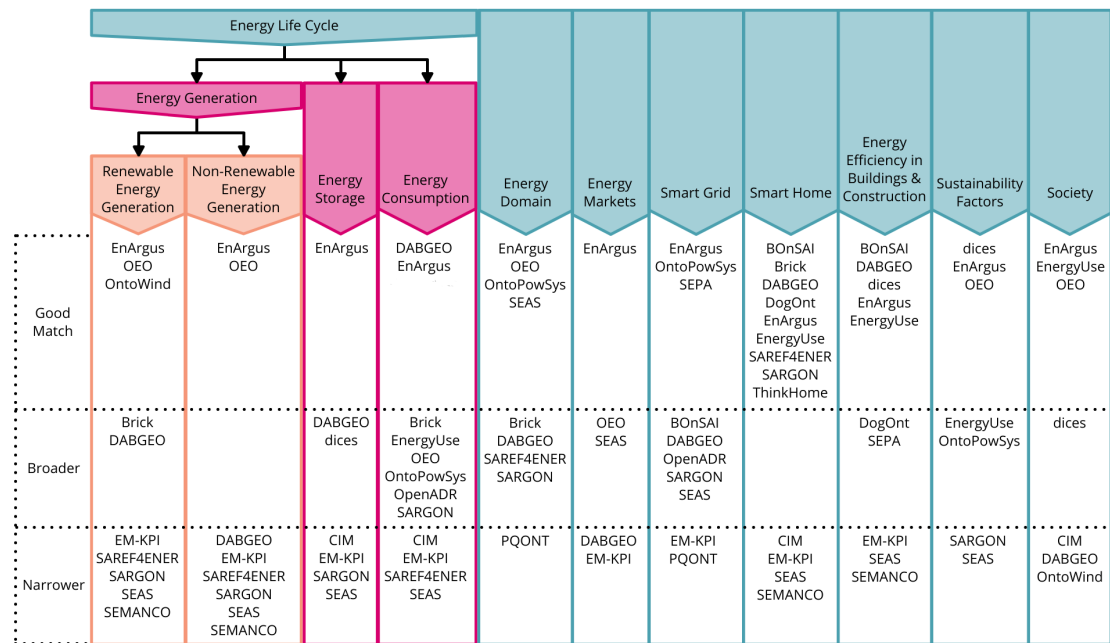 Energy Life Cycle
Energy Generation
Renewable
Energy
Generation
Non-Renewable
Energy
Generation
Energy
Storage
Energy
Consumption
Energy
Domain
Energy
Markets
Smart Grid
Smart Home
Energy
Efficiency in
Buildings &
Construction
Sustainability
Factors
Society
Good
Match
EnArgus
OEO
OntoWind
EnArgus
OEO
EnArgus
DABGEO
EnArgus
EnArgus
OEO
OntoPowSys
SEAS
EnArgus
EnArgus
OntoPowSys
SEPA
BOnSAI
Brick
DABGEO
DogOnt
EnArgus
EnergyUse
SAREF4ENER
SARGON
ThinkHome
BOnSAI
DABGEO
dices
EnArgus
EnergyUse
dices
EnArgus
OEO
EnArgus
EnergyUse
OEO
Broader
Brick
DABGEO
DABGEO
dices
Brick
EnergyUse
OEO
OntoPowSys
OpenADR
SARGON
Brick
DABGEO
SAREF4ENER
SARGON
OEO
SEAS
BOnSAI
DABGEO
OpenADR
SARGON
SEAS
DogOnt
SEPA
EnergyUse
OntoPowSys
dices
Narrower
EM-KPI
SAREF4ENER
SARGON
SEAS
SEMANCO
DABGEO
EM-KPI
SAREF4ENER
SARGON
SEAS
SEMANCO
CIM
EM-KPI
SARGON
SEAS
CIM
EM-KPI
SAREF4ENER
SEAS
PQONT
DABGEO
EM-KPI
EM-KPI
PQONT
CIM
EM-KPI
SEAS
SEMANCO
EM-KPI
SEAS
SEMANCO
SARGON
SEAS
CIM
DABGEO
OntoWind